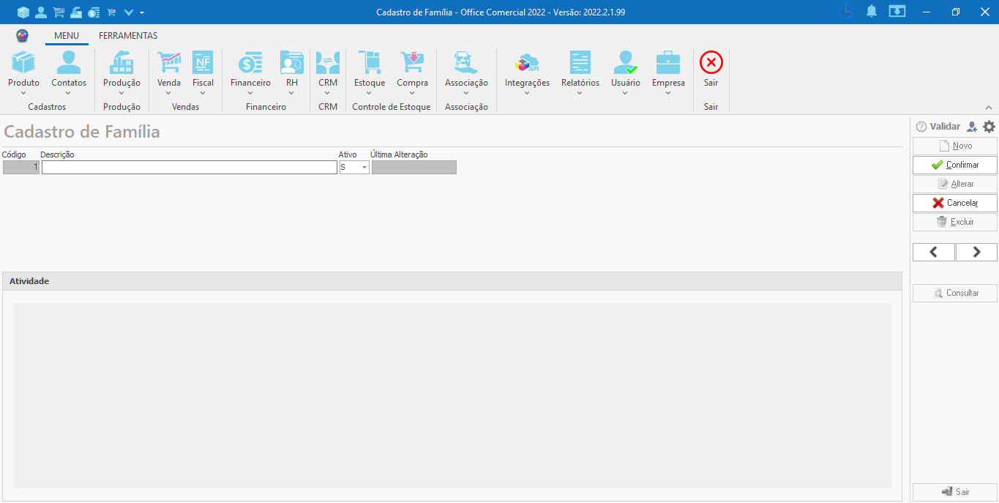 Cadastro de Família - Office Comercial 2022 - Versão: 2022.2.1.99
MENU FERRAMENTAS
NF
API
Produto Contatos Produção Venda Fiscal Financeiro RH CRM Estoque Compra Associação Integrações Relatórios Usuário Empresa Sair
Cadastros Produção Vendas Financeiro CRM Controle de Estoque Associação Sair
Cadastro de Família
Código Descrição Ativo Última Alteração
1 S
Atividade
Validar
Novo
Confirmar
Alterar
Cancelar
Excluir
Consultar
Sair